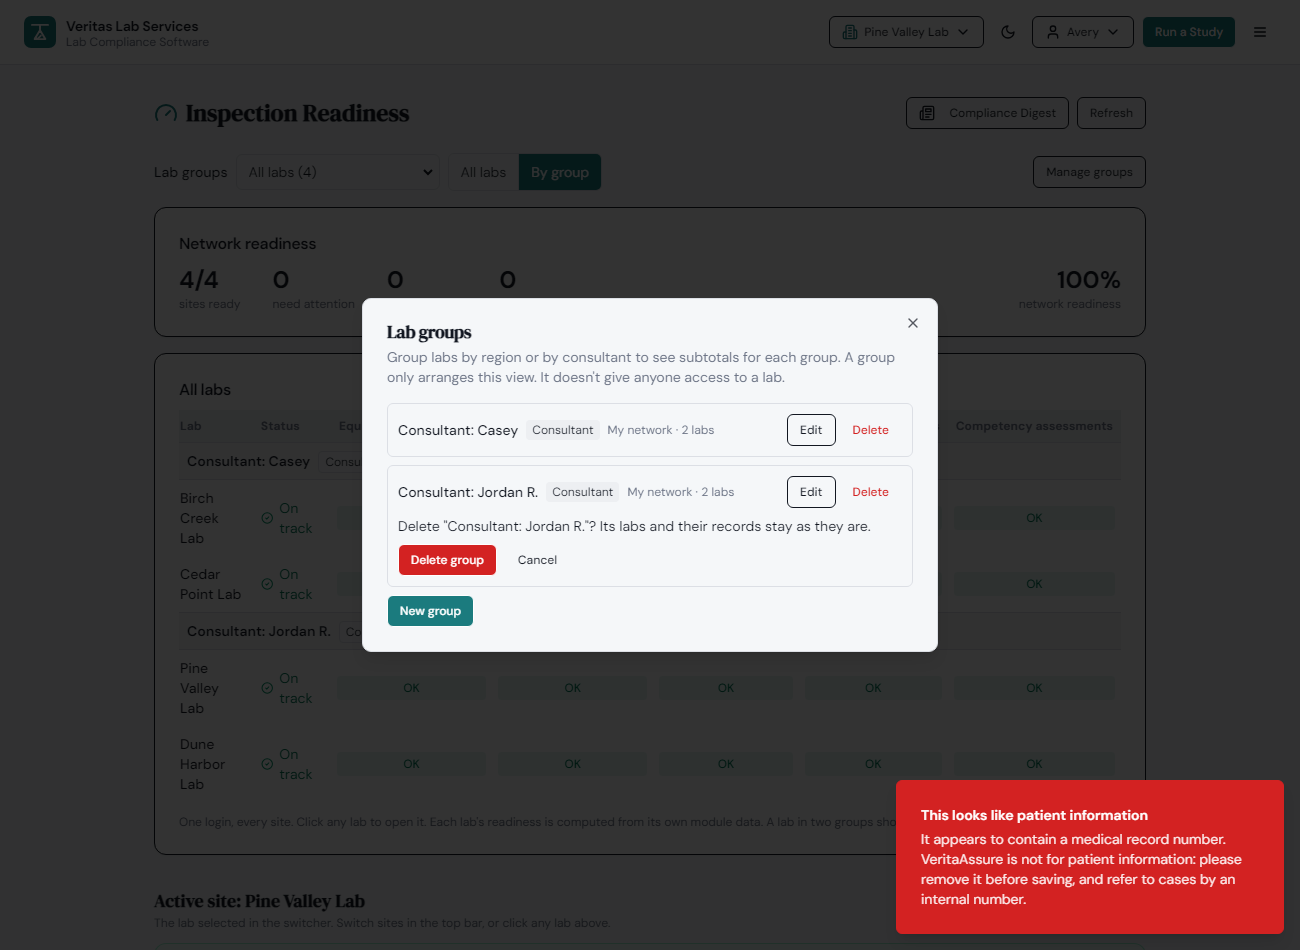 Veritas Lab Services
Lab Compliance Software
Pine Valley Lab
Avery
Run a Study
Inspection Readiness
Compliance Digest
Refresh
Lab groups
All labs (4)
All labs
By group
Manage groups
Network readiness
4/4
0
0
0
100%
sites ready
need attention
network readiness
All labs
Lab
Status
Equ
Competency assessments
Consultant: Casey
Consu
Birch Creek Lab
On track
OK
Cedar Point Lab
On track
OK
Consultant: Jordan R.
Co
Pine Valley Lab
On track
OK
OK
OK
OK
OK
Dune Harbor Lab
On track
OK
OK
OK
OK
OK
One login, every site. Click any lab to open it. Each lab's readiness is computed from its own module data. A lab in two groups sho
Active site: Pine Valley Lab
The lab selected in the switcher. Switch sites in the top bar, or click any lab above.
Lab groups
Group labs by region or by consultant to see subtotals for each group. A group
only arranges this view. It doesn't give anyone access to a lab.
Consultant: Casey
Consultant
My network · 2 labs
Edit
Delete
Consultant: Jordan R.
Consultant
My network · 2 labs
Edit
Delete
Delete "Consultant: Jordan R."? Its labs and their records stay as they are.
Delete group
Cancel
New group
This looks like patient information
It appears to contain a medical record number.
VeritaAssure is not for patient information: please
remove it before saving, and refer to cases by an
internal number.